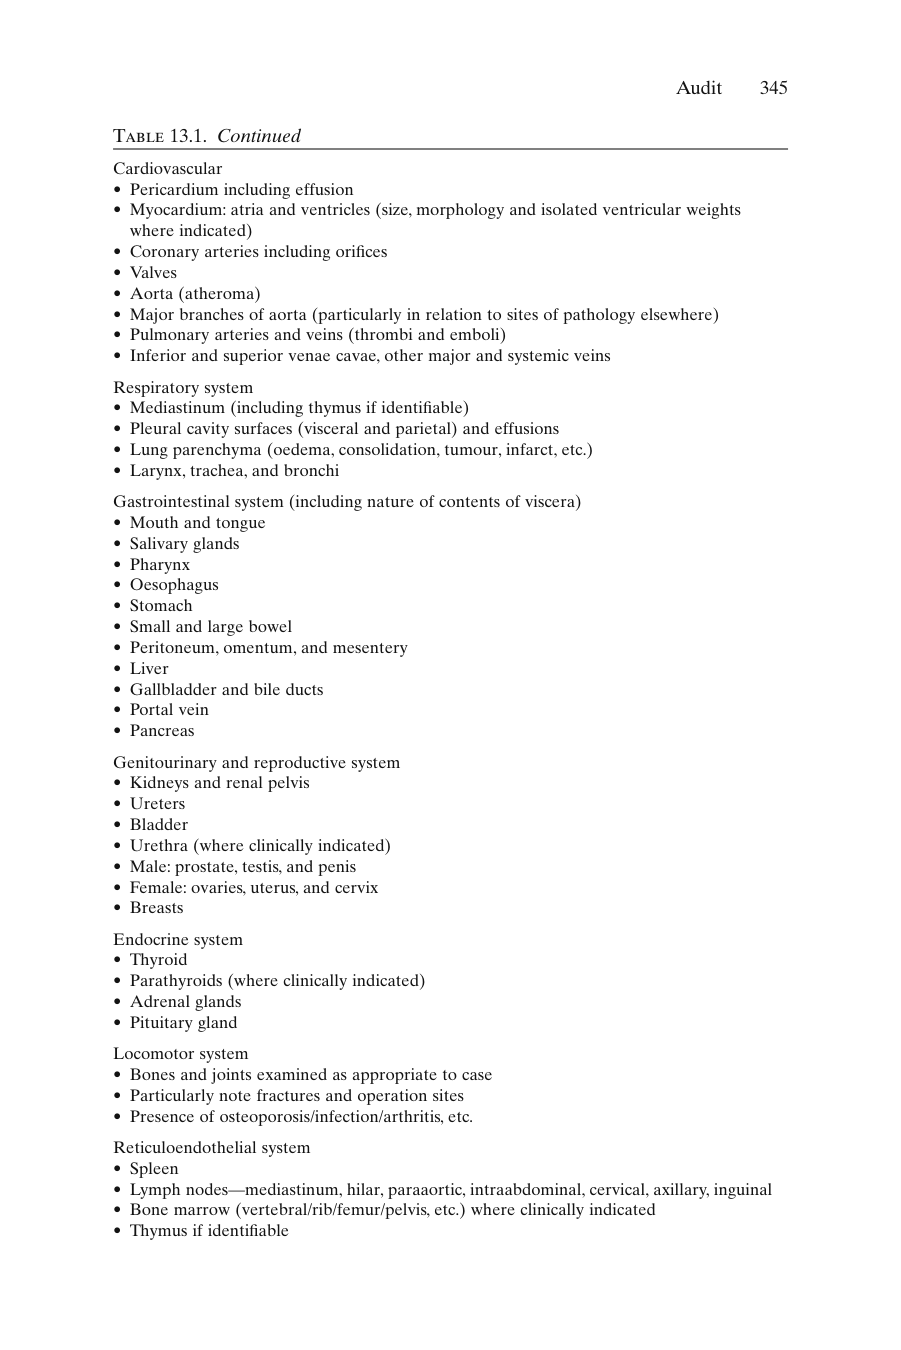 Audit 345
TABLE 13.1. Continued
Cardiovascular
• Pericardium including effusion
• Myocardium: atria and ventricles (size, morphology and isolated ventricular weights
where indicated)
• Coronary arteries including orifices
• Valves
• Aorta (atheroma)
• Major branches of aorta (particularly in relation to sites of pathology elsewhere)
• Pulmonary arteries and veins (thrombi and emboli)
• Inferior and superior venae cavae, other major and systemic veins
Respiratory system
• Mediastinum (including thymus if identifiable)
• Pleural cavity surfaces (visceral and parietal) and effusions
• Lung parenchyma (oedema, consolidation, tumour, infarct, etc.)
• Larynx, trachea, and bronchi
Gastrointestinal system (including nature of contents of viscera)
• Mouth and tongue
• Salivary glands
• Pharynx
• Oesophagus
• Stomach
• Small and large bowel
• Peritoneum, omentum, and mesentery
• Liver
• Gallbladder and bile ducts
• Portal vein
• Pancreas
Genitourinary and reproductive system
• Kidneys and renal pelvis
• Ureters
• Bladder
• Urethra (where clinically indicated)
• Male: prostate, testis, and penis
• Female: ovaries, uterus, and cervix
• Breasts
Endocrine system
• Thyroid
• Parathyroids (where clinically indicated)
• Adrenal glands
• Pituitary gland
Locomotor system
• Bones and joints examined as appropriate to case
• Particularly note fractures and operation sites
• Presence of osteoporosis/infection/arthritis, etc.
Reticuloendothelial system
• Spleen
• Lymph nodes—mediastinum, hilar, paraaortic, intraabdominal, cervical, axillary, inguinal
• Bone marrow (vertebral/rib/femur/pelvis, etc.) where clinically indicated
• Thymus if identifiable